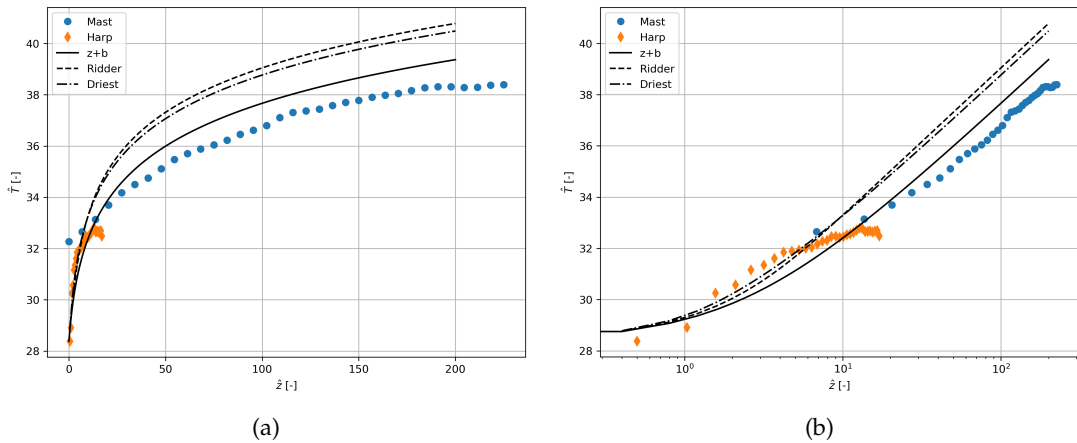 Mast
Harp
z+b
Ridder
Driest
40
38
36
34
32
30
28
T̂ [-]
0
50
100
150
200
ẑ [-]
(a)
Mast
Harp
z+b
Ridder
Driest
40
38
36
34
32
30
28
T̂ [-]
10⁰
10¹
10²
ẑ [-]
(b)